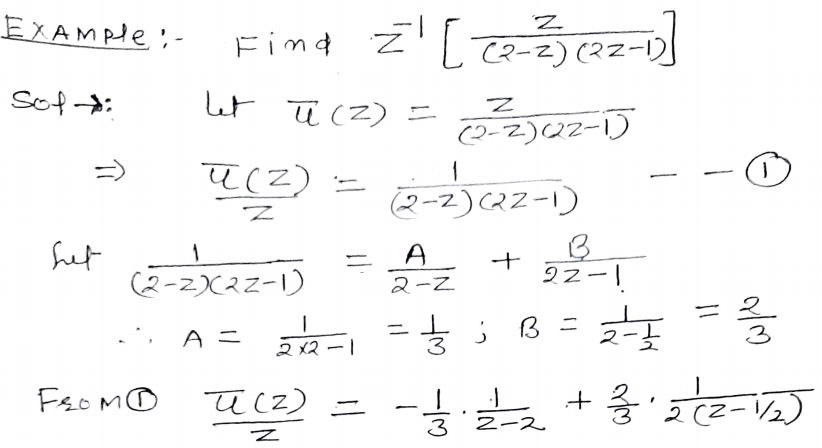 EXAMPLE :- Find Z⁻¹ [ z / (2-z)(2z-1) ]
Sol →: Let ū(z) = z / (2-z)(2z-1)
⇒ ū(z)/z = 1 / (2-z)(2z-1) - - ①
Let 1 / (2-z)(2z-1) = A / 2-z + B / 2z-1
∴ A = 1 / 2×2-1 = 1/3 ; B = 1 / 2-1/2 = 2/3
From ① ū(z)/z = -1/3 · 1 / z-2 + 2/3 · 1 / 2(z-1/2)